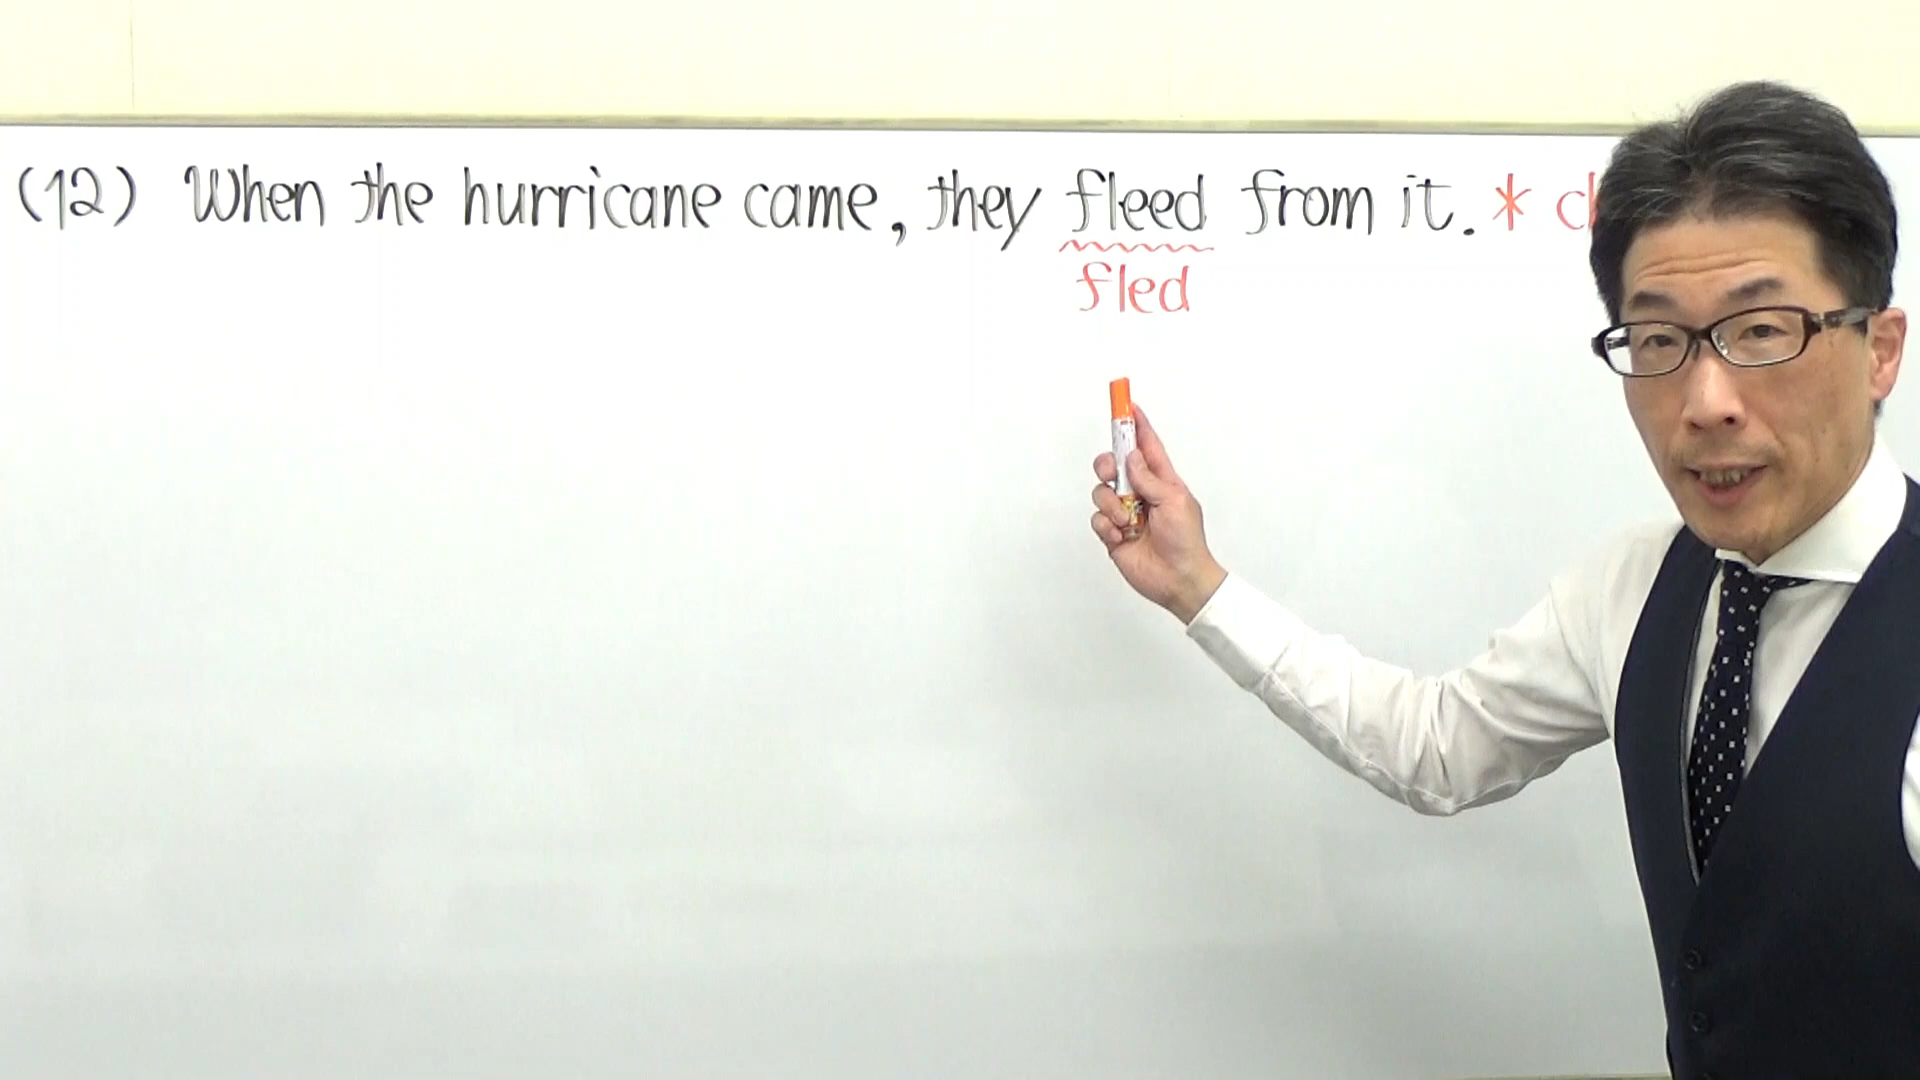 (12) When the hurricane came, they fleed from it. *
fled